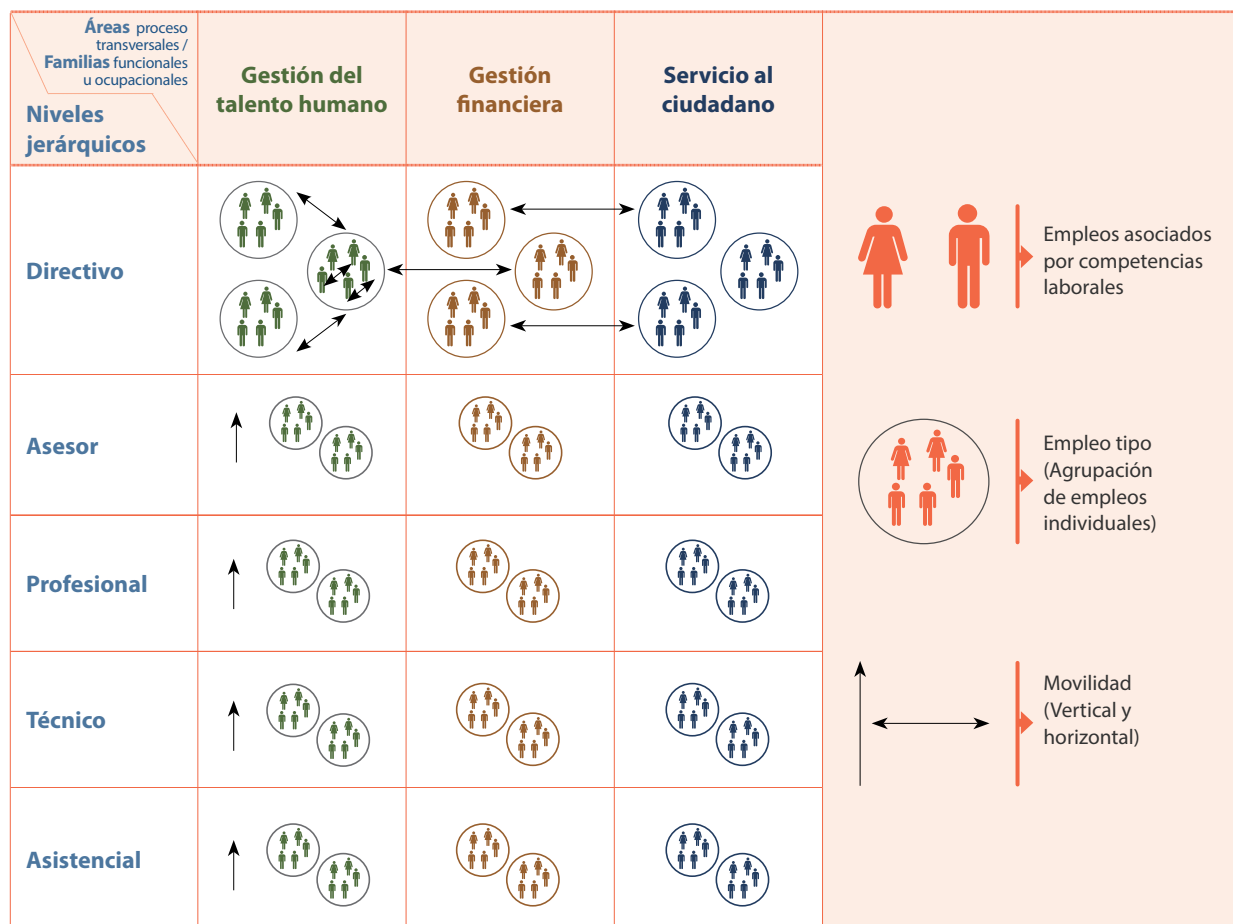 Áreas proceso
transversales /
Familias funcionales
u ocupacionales
Niveles
jerárquicos
Gestión del
talento humano
Gestión
financiera
Servicio al
ciudadano
Directivo
Asesor
Profesional
Técnico
Asistencial
Empleos asociados
por competencias
laborales
Empleo tipo
(Agrupación
de empleos
individuales)
Movilidad
(Vertical y
horizontal)